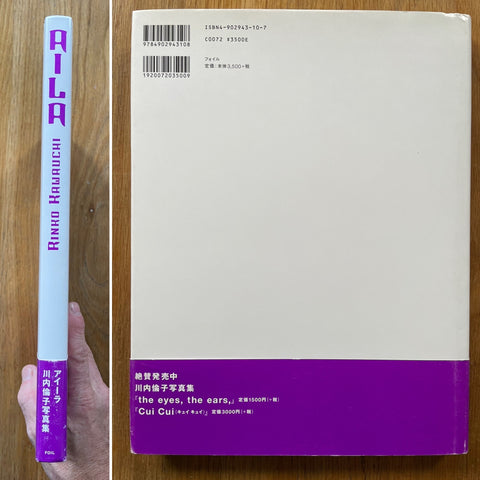 AILA
RINKO KAWAUCHI
アイーラ
川内倫子写真集
FOIL
ISBN4-902943-10-7
9784902943108
C0072 ¥3500E
フォイル
定価:本体3,500+税
1920072035009
絶賛発売中
川内倫子写真集
「the eyes, the ears,」定価1500円(+税)
「Cui Cui(キュイキュイ)」定価3000円(+税)